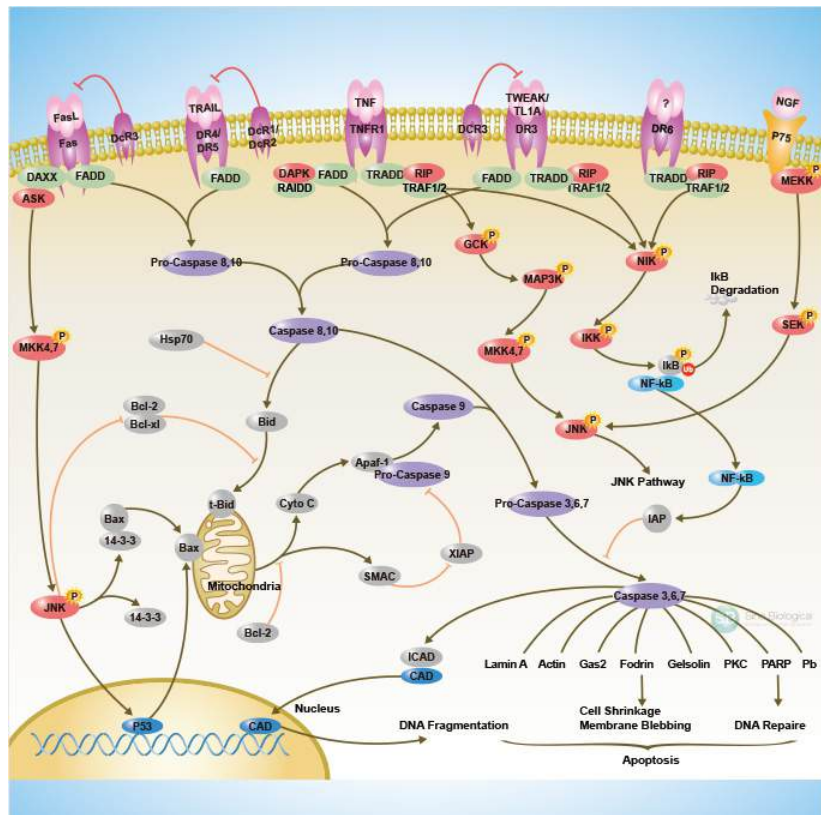 FasL
Fas
DcR3
TRAIL
DR4/
DR5
DcR1/
DcR2
TNF
TNFR1
DCR3
TWEAK/
TL1A
DR3
?
DR6
NGF
P75
DAXX
FADD
ASK
FADD
DAPK
RAIDD
FADD
TRADD
RIP
TRAF1/2
FADD
TRADD
RIP
TRAF1/2
TRADD
RIP
TRAF1/2
MEKK
P
Pro-Caspase 8,10
Pro-Caspase 8,10
GCK
P
MAP3K
P
NIK
P
IkB
Degradation
MKK4,7
P
Hsp70
Caspase 8,10
MKK4,7
P
IKK
P
SEK
P
IkB
P
Ub
NF-kB
Bcl-2
Bcl-xl
Bid
Caspase 9
JNK
P
Apaf-1
Pro-Caspase 9
JNK Pathway
NF-kB
t-Bid
Cyto C
Pro-Caspase 3,6,7
IAP
Bax
14-3-3
Bax
Mitochondria
SMAC
XIAP
JNK
P
14-3-3
Bcl-2
Caspase 3,6,7
Biological
ICAD
CAD
Lamin A
Actin
Gas2
Fodrin
Gelsolin
PKC
PARP
Pb
Nucleus
P53
CAD
DNA Fragmentation
Cell Shrinkage
Membrane Blebbing
DNA Repaire
Apoptosis